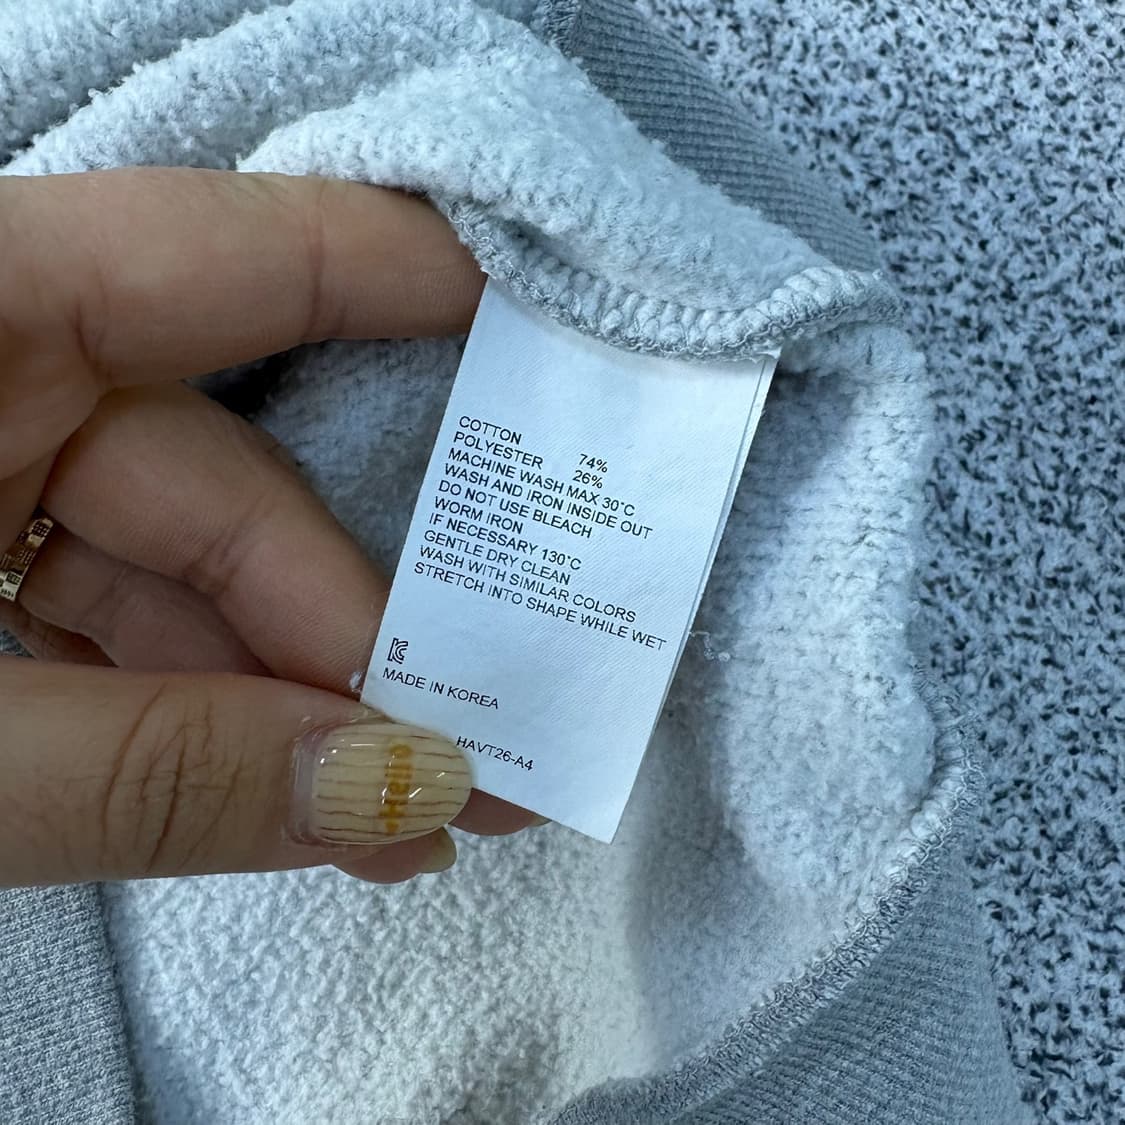 COTTON 74%
POLYESTER 26%
MACHINE WASH MAX 30°C
WASH AND IRON INSIDE OUT
DO NOT USE BLEACH
WORM IRON
IF NECESSARY 130°C
GENTLE DRY CLEAN
WASH WITH SIMILAR COLORS
STRETCH INTO SHAPE WHILE WET
KC
MADE IN KOREA
HAVT26-A4